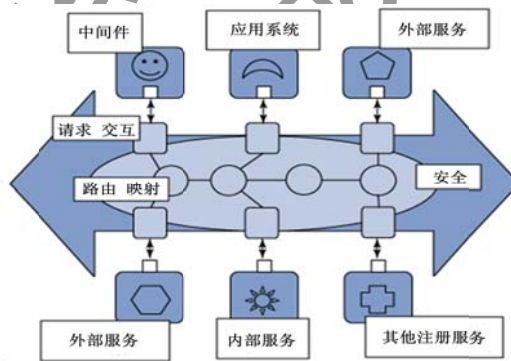 中间件
应用系统
外部服务
请求 交互
路由 映射
安全
外部服务
内部服务
其他注册服务